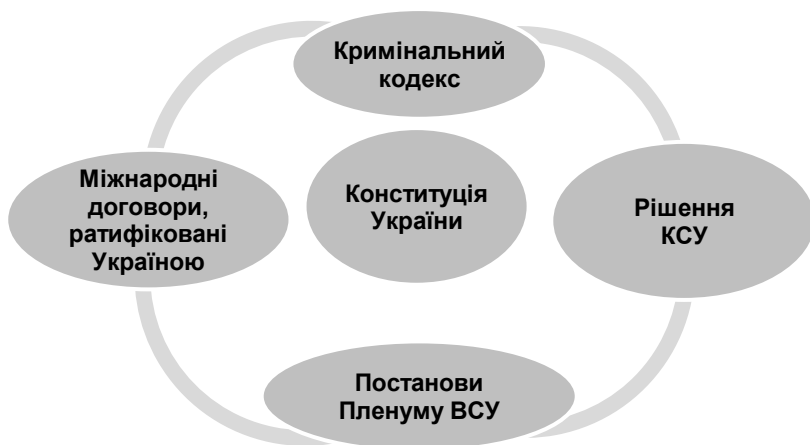 Кримінальний
кодекс
Міжнародні
договори,
ратифіковані
Україною
Конституція
України
Рішення
КСУ
Постанови
Пленуму ВСУ